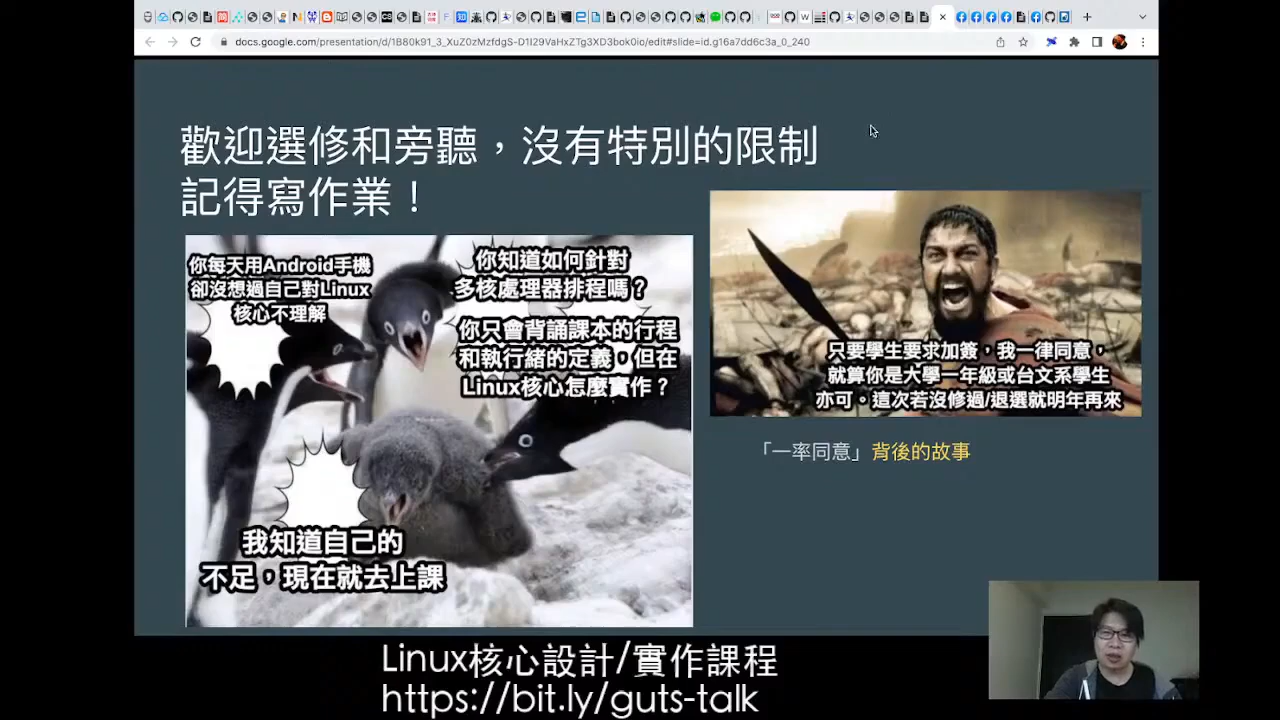 docs.google.com/presentation/d/1B80k91_3_XuZ0zMzfdgS-D1I29VaHxZTg3XD3bok0io/edit#slide=id.g16a7dd6c3a_0_240
歡迎選修和旁聽，沒有特別的限制
記得寫作業！
你每天用Android手機
卻沒想過自己對Linux
核心不理解
你知道如何針對
多核處理器排程嗎？
你只會背誦課本的行程
和執行緒的定義，但在
Linux核心怎麼實作？
我知道自己的
不足，現在就去上課
只要學生要求加簽，我一律同意，
就算你是大學一年級或台文系學生
亦可。這次若沒修過/退選就明年再來
「一率同意」背後的故事
Linux核心設計/實作課程
https://bit.ly/guts-talk